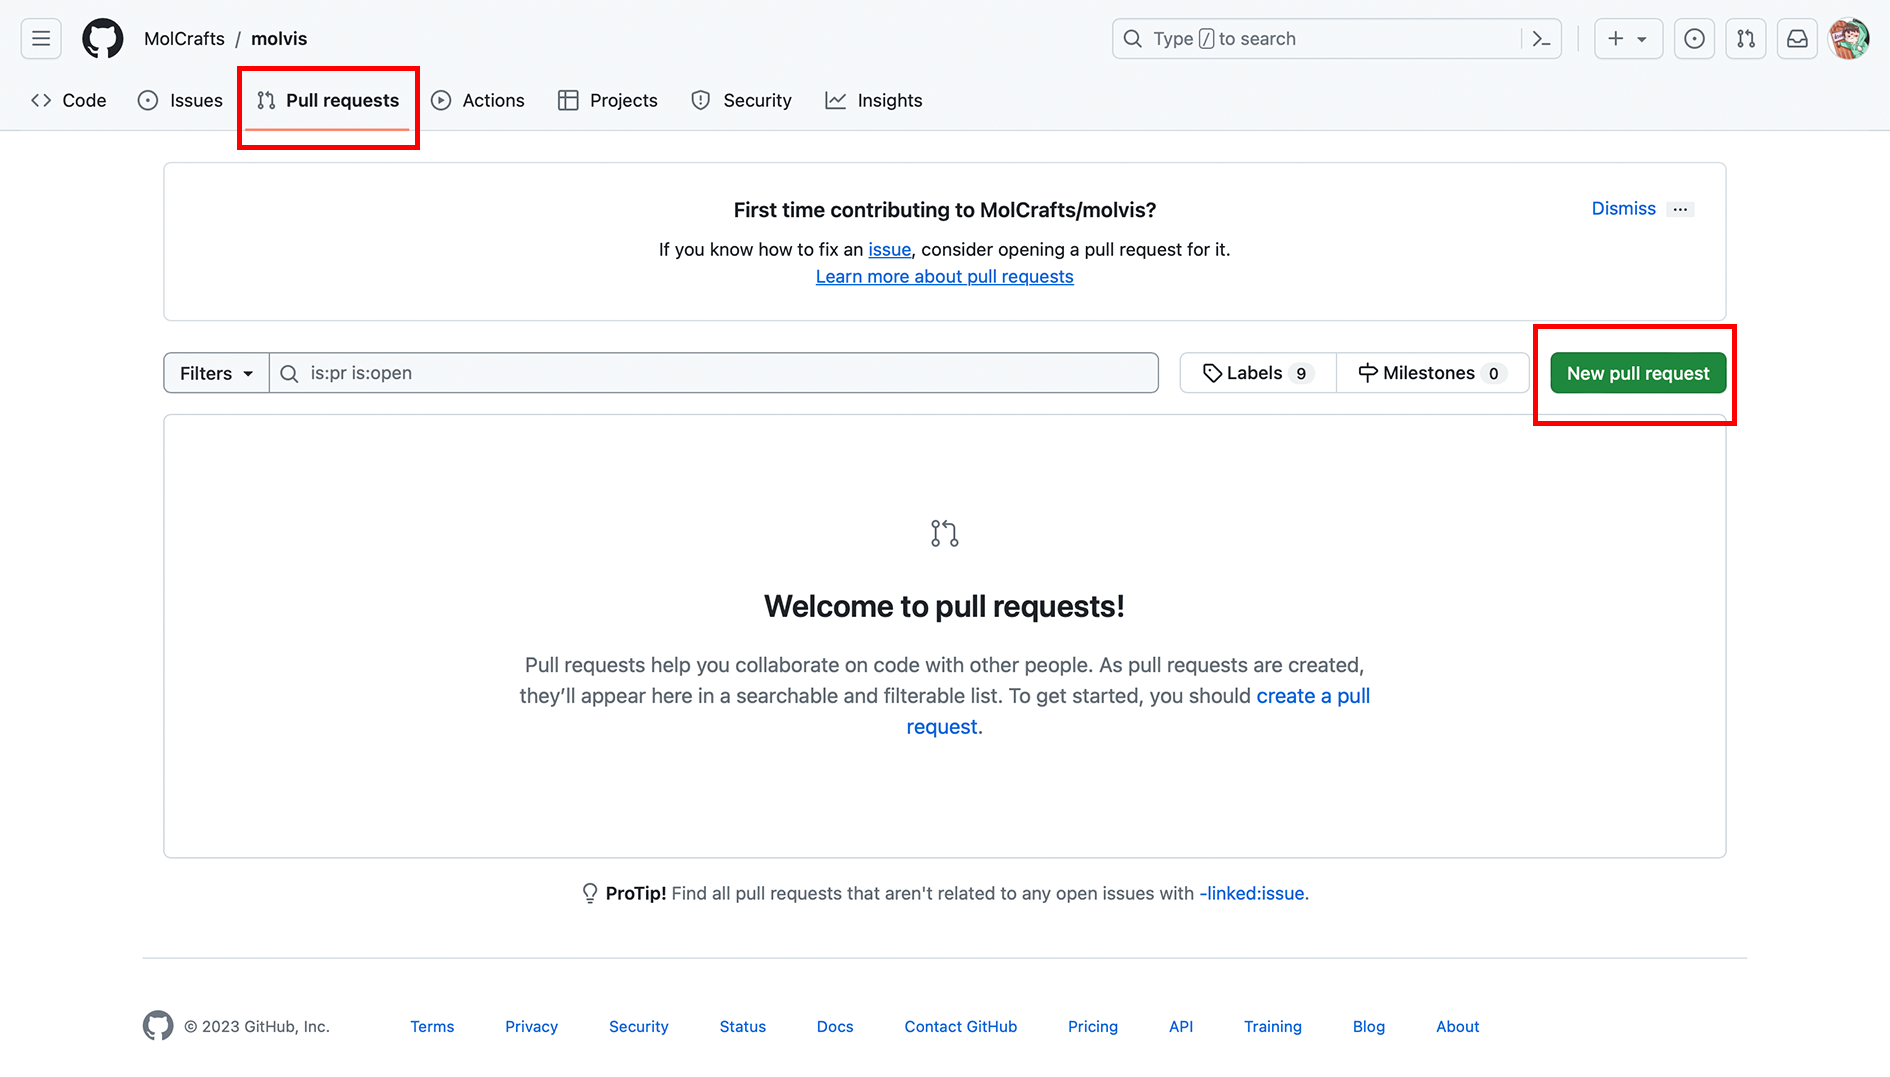 MolCrafts / molvis
Type / to search
Code
Issues
Pull requests
Actions
Projects
Security
Insights
First time contributing to MolCrafts/molvis?
Dismiss
If you know how to fix an issue, consider opening a pull request for it.
Learn more about pull requests
Filters
is:pr is:open
Labels 9
Milestones 0
New pull request
Welcome to pull requests!
Pull requests help you collaborate on code with other people. As pull requests are created,
they’ll appear here in a searchable and filterable list. To get started, you should create a pull
request.
ProTip! Find all pull requests that aren't related to any open issues with -linked:issue.
© 2023 GitHub, Inc.
Terms
Privacy
Security
Status
Docs
Contact GitHub
Pricing
API
Training
Blog
About